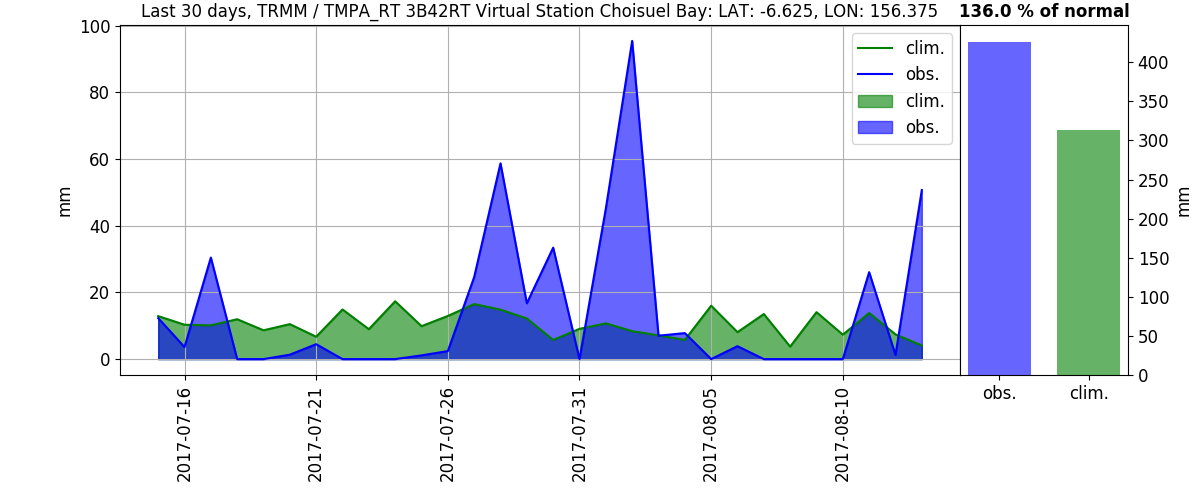 Last 30 days, TRMM / TMPA_RT 3B42RT Virtual Station Choisuel Bay: LAT: -6.625, LON: 156.375
136.0 % of normal
100
80
60
40
20
0
mm
clim.
obs.
clim.
obs.
2017-07-16
2017-07-21
2017-07-26
2017-07-31
2017-08-05
2017-08-10
400
350
300
250
200
150
100
50
0
mm
obs.
clim.